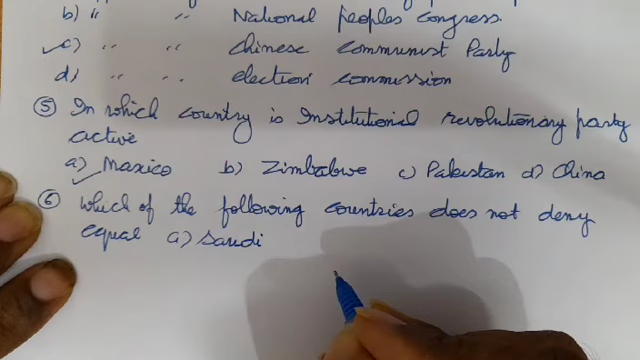 b) " " National peoples congress.
✓c) " " Chinese Communist Party
d) " " election commission
⑤ In which country is Institutional revolutionary party
active
a) Maxico b) Zimbabwe c) Pakistan d) China
⑥ which of the following countries does not deny
equal a) Saudi